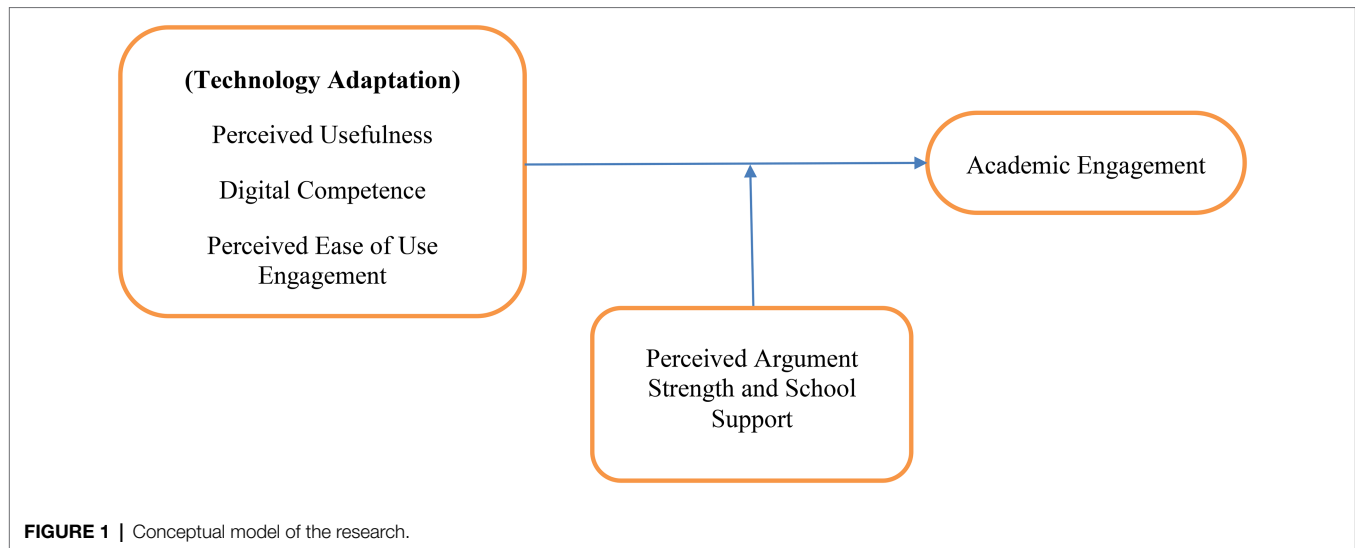 (Technology Adaptation)
Perceived Usefulness
Digital Competence
Perceived Ease of Use
Engagement
Academic Engagement
Perceived Argument
Strength and School
Support
FIGURE 1 | Conceptual model of the research.